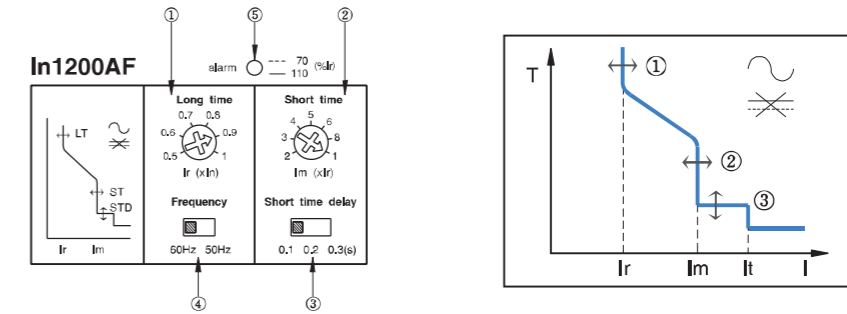 ① ⑤ ②
In1200AF
alarm
--- 70 (%Ir)
— 110
Long time
Short time
0.5 0.6 0.7 0.8 0.9 1
2 3 4 5 6 8 1
Ir (xIn)
Im (xIr)
LT
ST
STD
Ir Im
Frequency
60Hz 50Hz
Short time delay
0.1 0.2 0.3(s)
④ ③
T
①
②
③
Ir Im It I